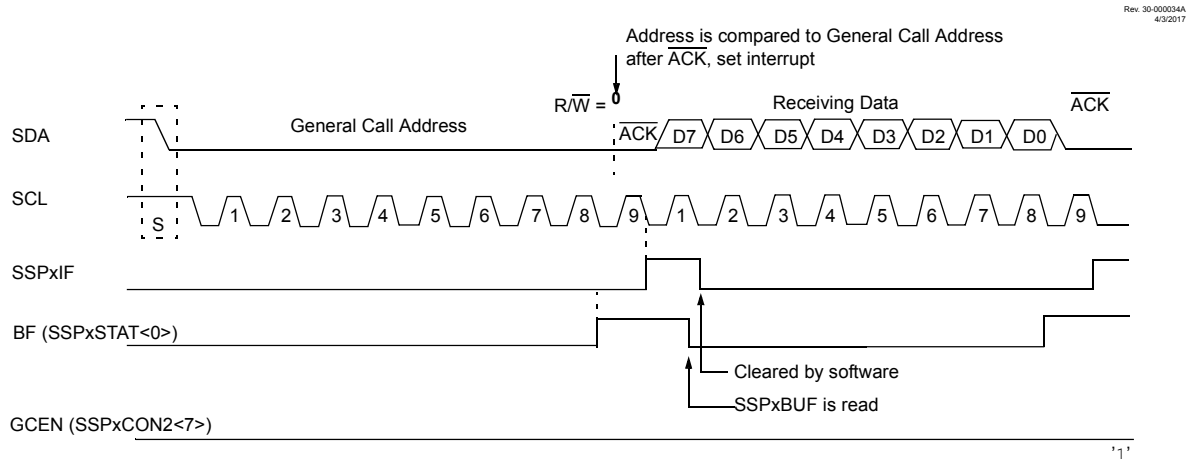 Rev. 30-000034A
4/3/2017
Address is compared to General Call Address
after ACK, set interrupt
R/W = 0
Receiving Data
ACK
SDA
General Call Address
ACK
D7 D6 D5 D4 D3 D2 D1 D0
SCL
S
1 2 3 4 5 6 7 8 9 1 2 3 4 5 6 7 8 9
SSPxIF
BF (SSPxSTAT<0>)
Cleared by software
SSPxBUF is read
GCEN (SSPxCON2<7>)
'1'